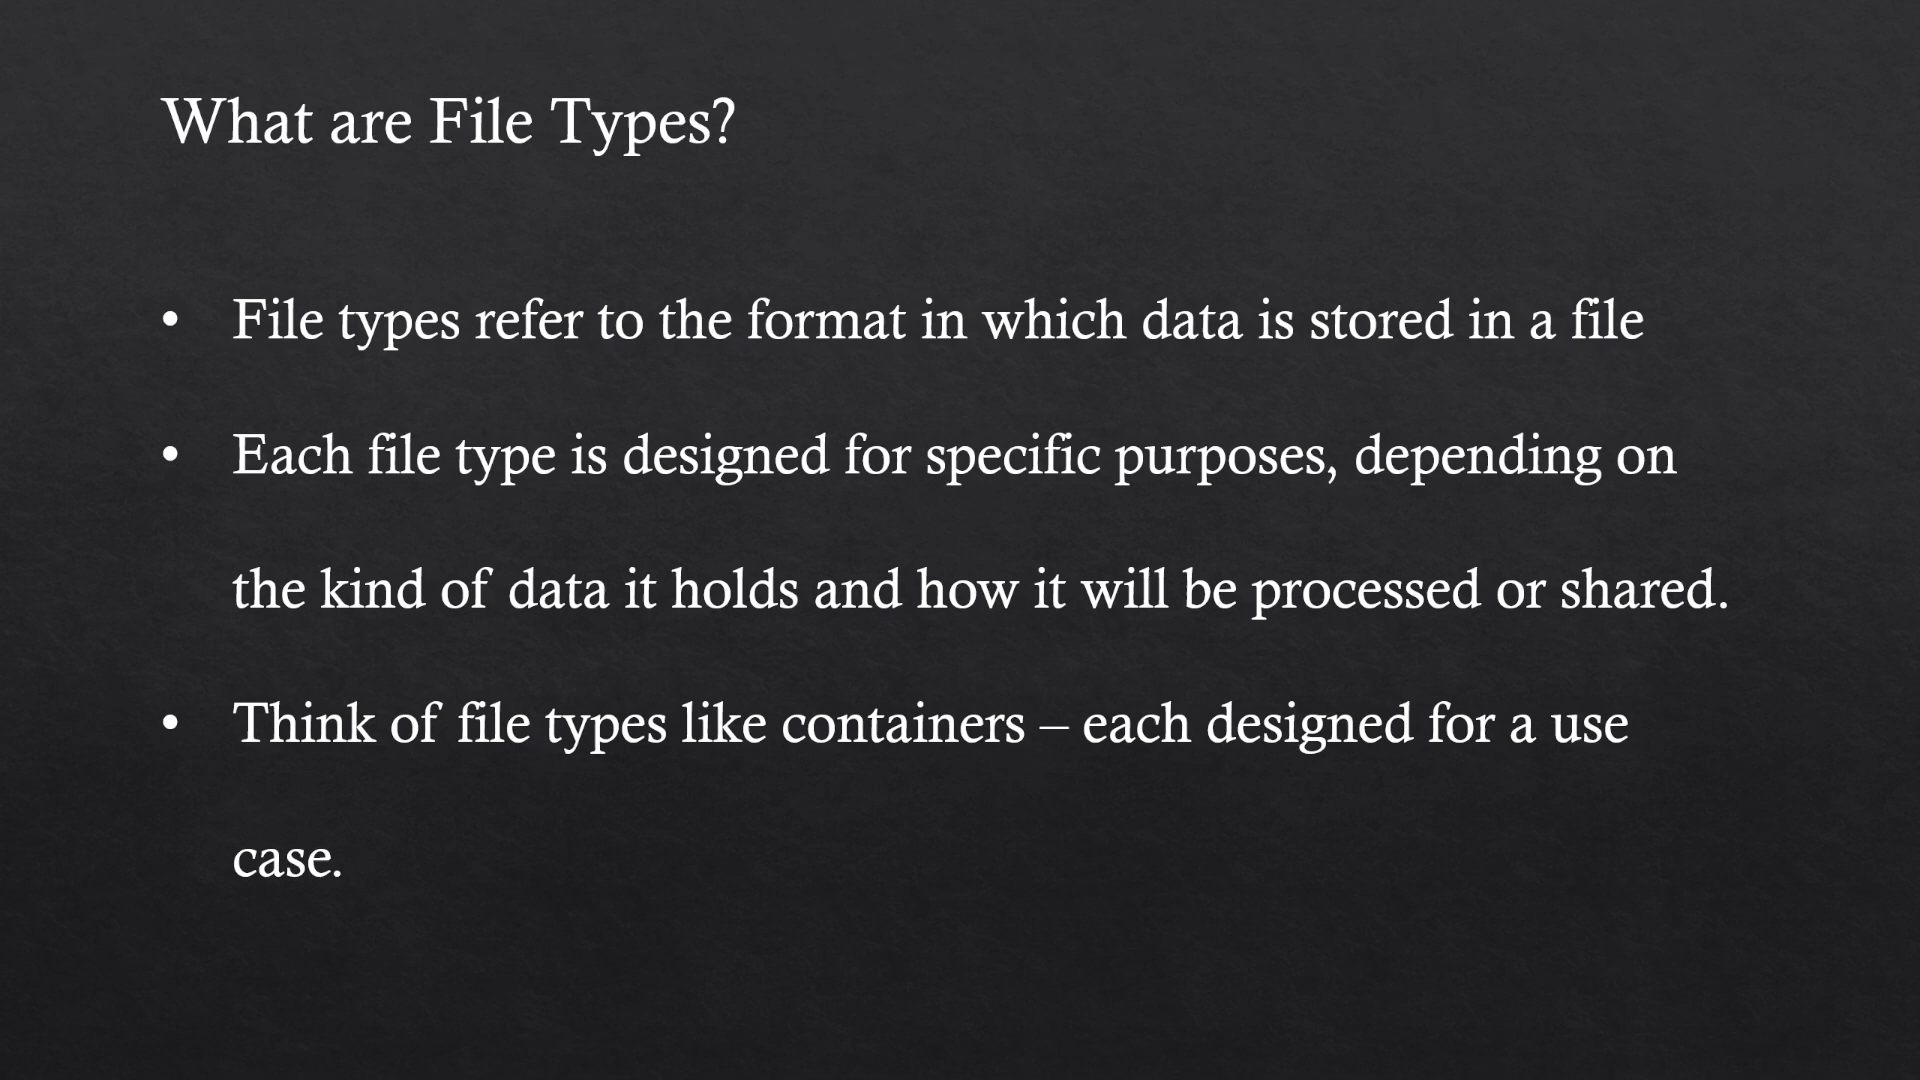 What are File Types?
• File types refer to the format in which data is stored in a file
• Each file type is designed for specific purposes, depending on
the kind of data it holds and how it will be processed or shared.
• Think of file types like containers – each designed for a use
case.